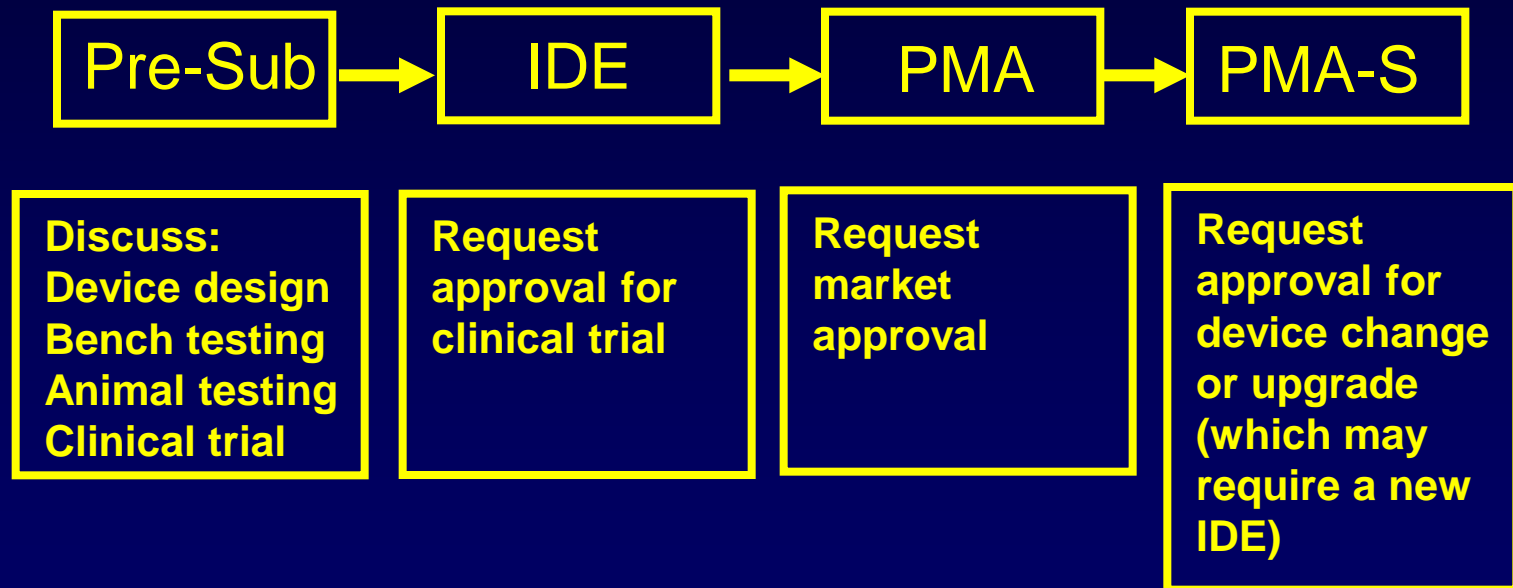 Pre-Sub
IDE
PMA
PMA-S
Discuss:
Device design
Bench testing
Animal testing
Clinical trial
Request
approval for
clinical trial
Request
market
approval
Request
approval for
device change
or upgrade
(which may
require a new
IDE)